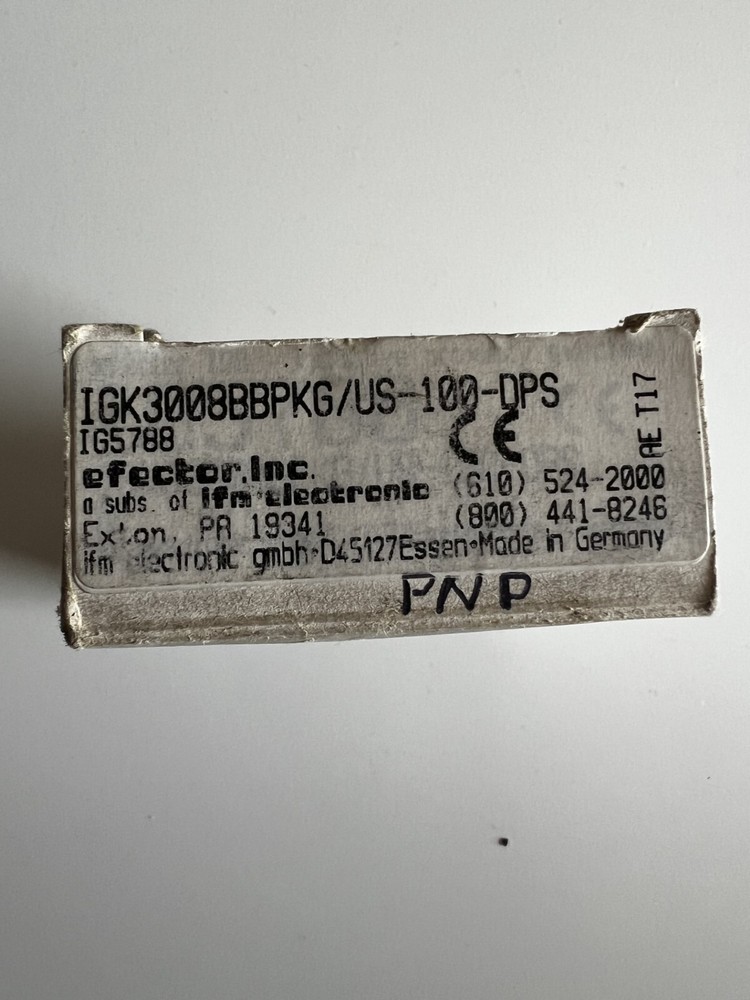 IGK3008BBPKG/US-100-DPS
IG5788
CE
AE T17
efector, Inc.
a subs. of ifm electronic
(610) 524-2000
Exton, PA 19341
(800) 441-8246
ifm electronic gmbh•D45127Essen•Made in Germany
PNP